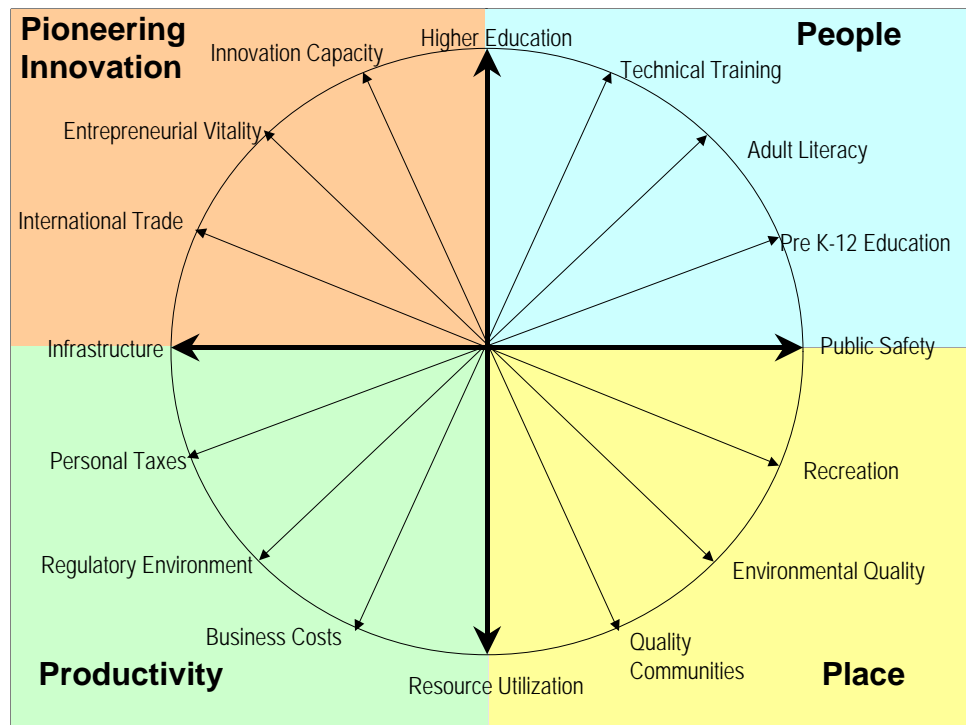 Pioneering
Innovation
People
Higher Education
Innovation Capacity
Technical Training
Entrepreneurial Vitality
Adult Literacy
International Trade
Pre K-12 Education
Infrastructure
Public Safety
Personal Taxes
Recreation
Regulatory Environment
Environmental Quality
Business Costs
Quality
Communities
Productivity
Resource Utilization
Place